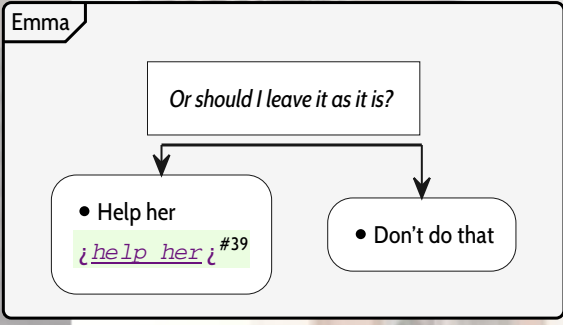 Emma
Or should I leave it as it is?
• Help her
¿help her¿#39
• Don't do that